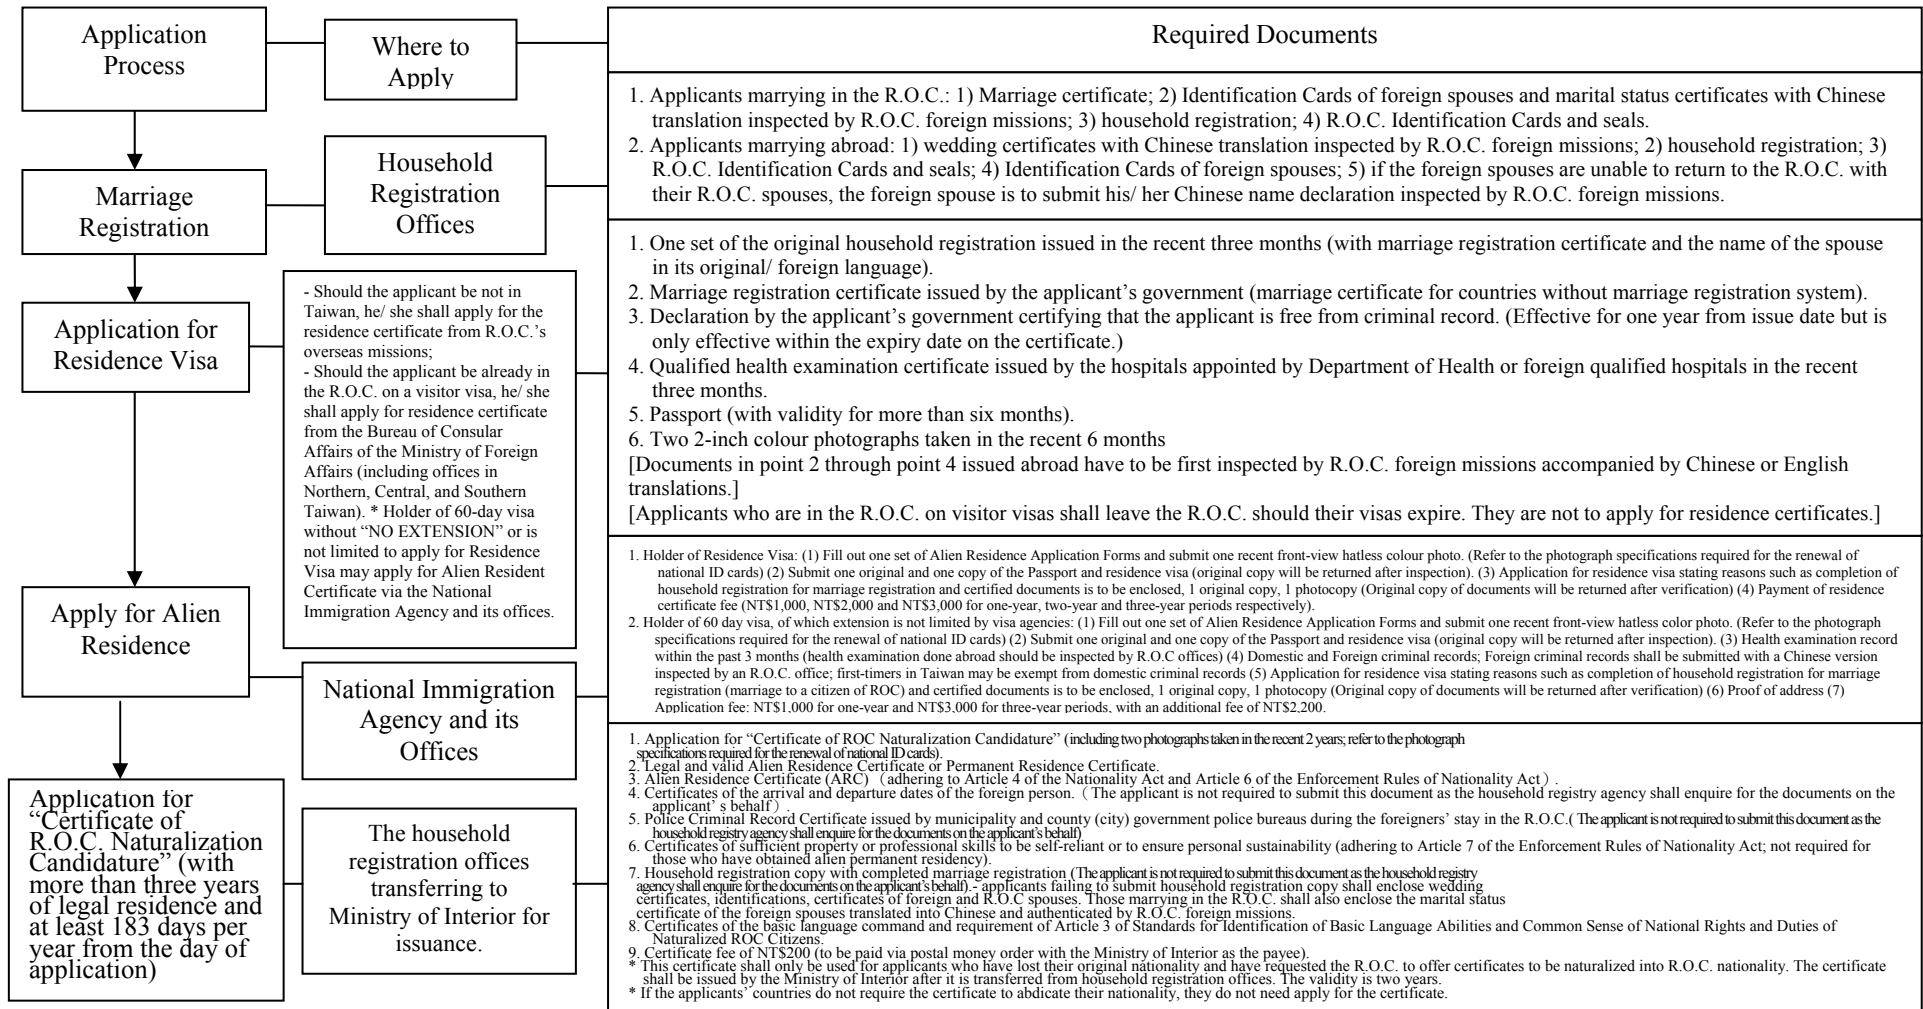 Application
Process
Where to
Apply
Required Documents
Marriage
Registration
Household
Registration
Offices
1. Applicants marrying in the R.O.C.: 1) Marriage certificate; 2) Identification Cards of foreign spouses and marital status certificates with Chinese
translation inspected by R.O.C. foreign missions; 3) household registration; 4) R.O.C. Identification Cards and seals.
2. Applicants marrying abroad: 1) wedding certificates with Chinese translation inspected by R.O.C. foreign missions; 2) household registration; 3)
R.O.C. Identification Cards and seals; 4) Identification Cards of foreign spouses; 5) if the foreign spouses are unable to return to the R.O.C. with
their R.O.C. spouses, the foreign spouse is to submit his/ her Chinese name declaration inspected by R.O.C. foreign missions.
Application for
Residence Visa
- Should the applicant be not in
Taiwan, he/ she shall apply for the
residence certificate from R.O.C.'s
overseas missions;
- Should the applicant be already in
the R.O.C. on a visitor visa, he/ she
shall apply for residence certificate
from the Bureau of Consular
Affairs of the Ministry of Foreign
Affairs (including offices in
Northern, Central, and Southern
Taiwan). * Holder of 60-day visa
without “NO EXTENSION” or is
not limited to apply for Residence
Visa may apply for Alien Resident
Certificate via the National
Immigration Agency and its offices.
1. One set of the original household registration issued in the recent three months (with marriage registration certificate and the name of the spouse
in its original/ foreign language).
2. Marriage registration certificate issued by the applicant’s government (marriage certificate for countries without marriage registration system).
3. Declaration by the applicant’s government certifying that the applicant is free from criminal record. (Effective for one year from issue date but is
only effective within the expiry date on the certificate.)
4. Qualified health examination certificate issued by the hospitals appointed by Department of Health or foreign qualified hospitals in the recent
three months.
5. Passport (with validity for more than six months).
6. Two 2-inch colour photographs taken in the recent 6 months
[Documents in point 2 through point 4 issued abroad have to be first inspected by R.O.C. foreign missions accompanied by Chinese or English
translations.]
[Applicants who are in the R.O.C. on visitor visas shall leave the R.O.C. should their visas expire. They are not to apply for residence certificates.]
Apply for Alien
Residence
National Immigration
Agency and its
Offices
1. Holder of Residence Visa: (1) Fill out one set of Alien Residence Application Forms and submit one recent front-view hatless colour photo. (Refer to the photograph specifications required for the renewal of
national ID cards) (2) Submit one original and one copy of the Passport and residence visa (original copy will be returned after inspection). (3) Application for residence visa stating reasons such as completion of
household registration for marriage registration and certified documents is to be enclosed, 1 original copy, 1 photocopy (Original copy of documents will be returned after verification) (4) Payment of residence
certificate fee (NT$1,000, NT$2,000 and NT$3,000 for one-year, two-year and three-year periods respectively).
2. Holder of 60 day visa, of which extension is not limited by visa agencies: (1) Fill out one set of Alien Residence Application Forms and submit one recent front-view hatless color photo. (Refer to the photograph
specifications required for the renewal of national ID cards) (2) Submit one original and one copy of the Passport and residence visa (original copy will be returned after inspection). (3) Health examination record
within the past 3 months (health examination done abroad should be inspected by R.O.C offices) (4) Domestic and Foreign criminal records; Foreign criminal records shall be submitted with a Chinese version
inspected by an R.O.C. office; first-timers in Taiwan may be exempt from domestic criminal records (5) Application for residence visa stating reasons such as completion of household registration for marriage
registration (marriage to a citizen of ROC) and certified documents is to be enclosed, 1 original copy, 1 photocopy (Original copy of documents will be returned after verification) (6) Proof of address (7)
Application fee: NT$1,000 for one-year and NT$3,000 for three-year periods, with an additional fee of NT$2,200.
Application for
“Certificate of
R.O.C. Naturalization
Candidature” (with
more than three years
of legal residence and
at least 183 days per
year from the day of
application)
The household
registration offices
transferring to
Ministry of Interior for
issuance.
1. Application for “Certificate of ROC Naturalization Candidature” (including two photographs taken in the recent 2 years; refer to the photograph
specifications required for the renewal of national ID cards).
2. Legal and valid Alien Residence Certificate or Permanent Residence Certificate.
3. Alien Residence Certificate (ARC) （adhering to Article 4 of the Nationality Act and Article 6 of the Enforcement Rules of Nationality Act）.
4. Certificates of the arrival and departure dates of the foreign person.（The applicant is not required to submit this document as the household registry agency shall enquire for the documents on the
applicant’ s behalf）.
5. Police Criminal Record Certificate issued by municipality and county (city) government police bureaus during the foreigners’ stay in the R.O.C.( The applicant is not required to submit this document as the
household registry agency shall enquire for the documents on the applicant’s behalf)
6. Certificates of sufficient property or professional skills to be self-reliant or to ensure personal sustainability (adhering to Article 7 of the Enforcement Rules of Nationality Act; not required for
those who have obtained alien permanent residency).
7. Household registration copy with completed marriage registration (The applicant is not required to submit this document as the household registry
agency shall enquire for the documents on the applicant’s behalf).- applicants failing to submit household registration copy shall enclose wedding
certificates, identifications, certificates of foreign and R.O.C spouses. Those marrying in the R.O.C. shall also enclose the marital status
certificate of the foreign spouses translated into Chinese and authenticated by R.O.C. foreign missions.
8. Certificates of the basic language command and requirement of Article 3 of Standards for Identification of Basic Language Abilities and Common Sense of National Rights and Duties of
Naturalized ROC Citizens.
9. Certificate fee of NT$200 (to be paid via postal money order with the Ministry of Interior as the payee).
* This certificate shall only be used for applicants who have lost their original nationality and have requested the R.O.C. to offer certificates to be naturalized into R.O.C. nationality. The certificate
shall be issued by the Ministry of Interior after it is transferred from household registration offices. The validity is two years.
* If the applicants’ countries do not require the certificate to abdicate their nationality, they do not need apply for the certificate.